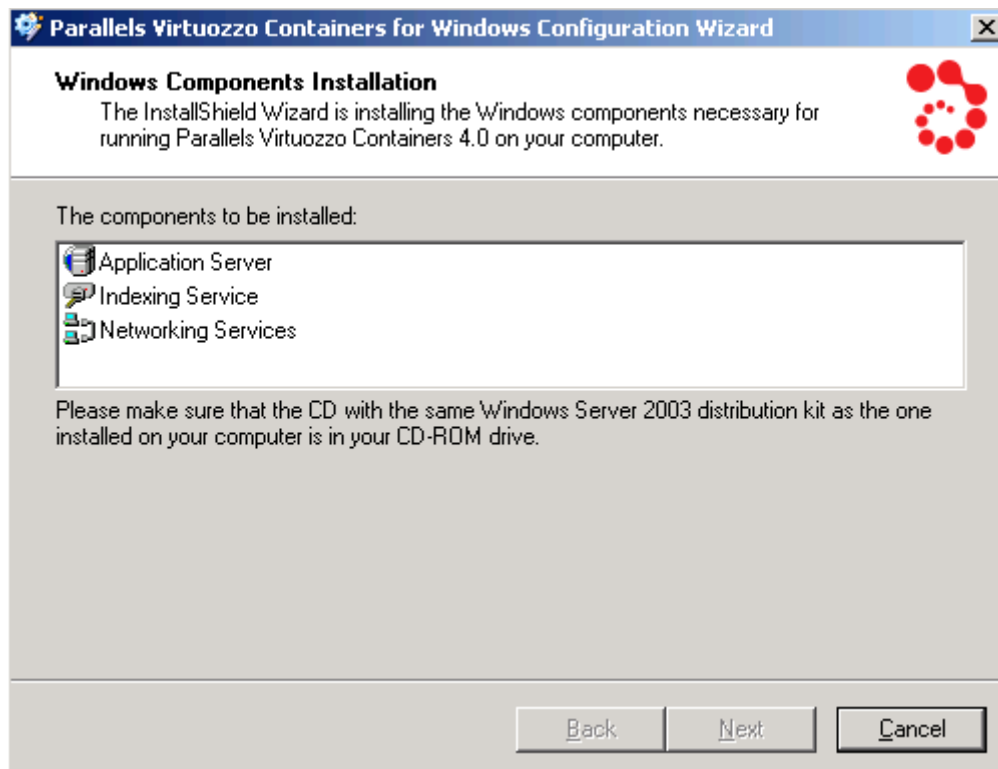 Parallels Virtuozzo Containers for Windows Configuration Wizard
Windows Components Installation
The InstallShield Wizard is installing the Windows components necessary for
running Parallels Virtuozzo Containers 4.0 on your computer.
The components to be installed:
Application Server
Indexing Service
Networking Services
Please make sure that the CD with the same Windows Server 2003 distribution kit as the one
installed on your computer is in your CD-ROM drive.
Back Next Cancel